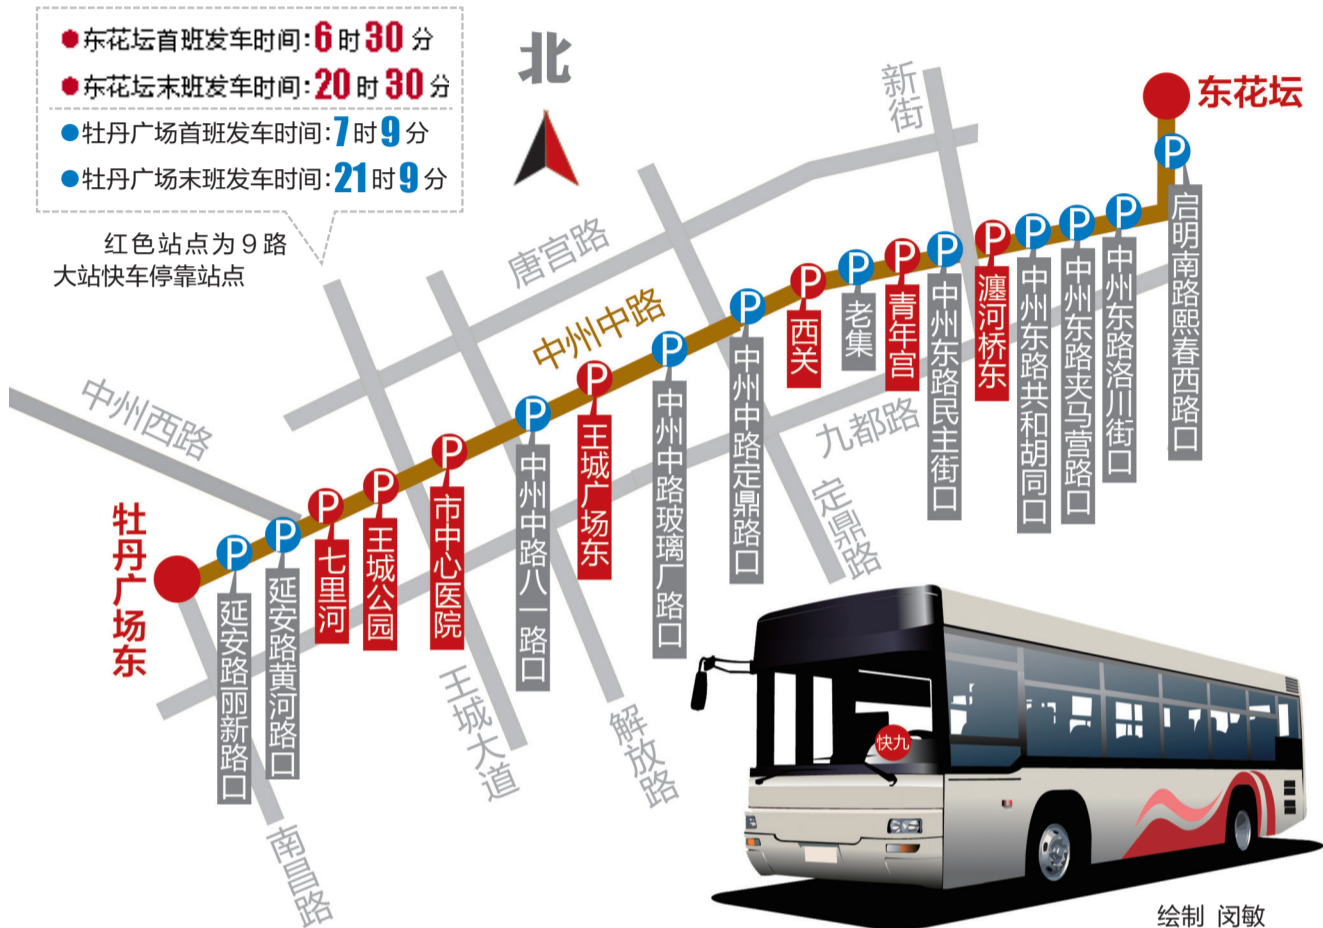 东花坛首班发车时间:6时30分
东花坛末班发车时间:20时30分
牡丹广场首班发车时间:7时9分
牡丹广场末班发车时间:21时9分
红色站点为9路
大站快车停靠站点
北
新街
东花坛
唐宫路
中州中路
中州西路
九都路
定鼎路
王城大道
解放路
南昌路
牡丹广场东
P
延安路丽新路口
P
延安路黄河路口
P
七里河
P
王城公园
P
市中心医院
P
中州中路八一路口
P
王城广场东
P
中州中路玻璃厂路口
P
中州中路定鼎路口
P
西关
P
老集
P
青年宫
P
中州东路民主街口
P
瀍河桥东
P
中州东路共和胡同口
P
中州东路夹马营路口
P
中州东路洛川街口
P
启明南路熙春西路口
快九
绘制 闵敏